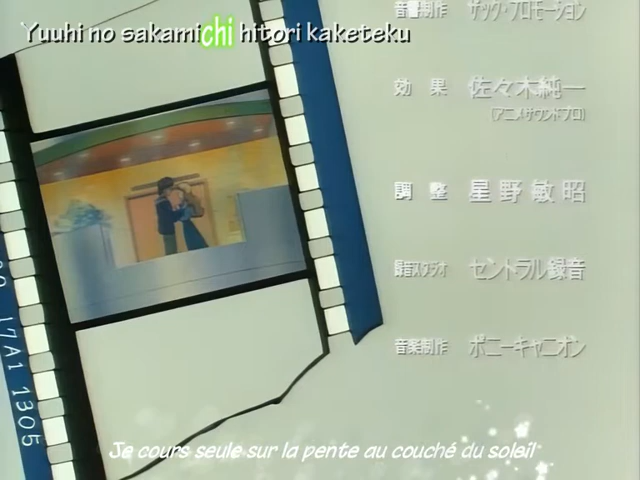 Yuuhi no sakamichi hitori kaketeku
音響制作 ザック・プロモーション
効果 佐々木純一
(アニメサウンドプロ)
調整 星野敏昭
録音スタジオ セントラル録音
音楽制作 ポニーキャニオン
17A1 1305
Je cours seule sur la pente au couché du soleil